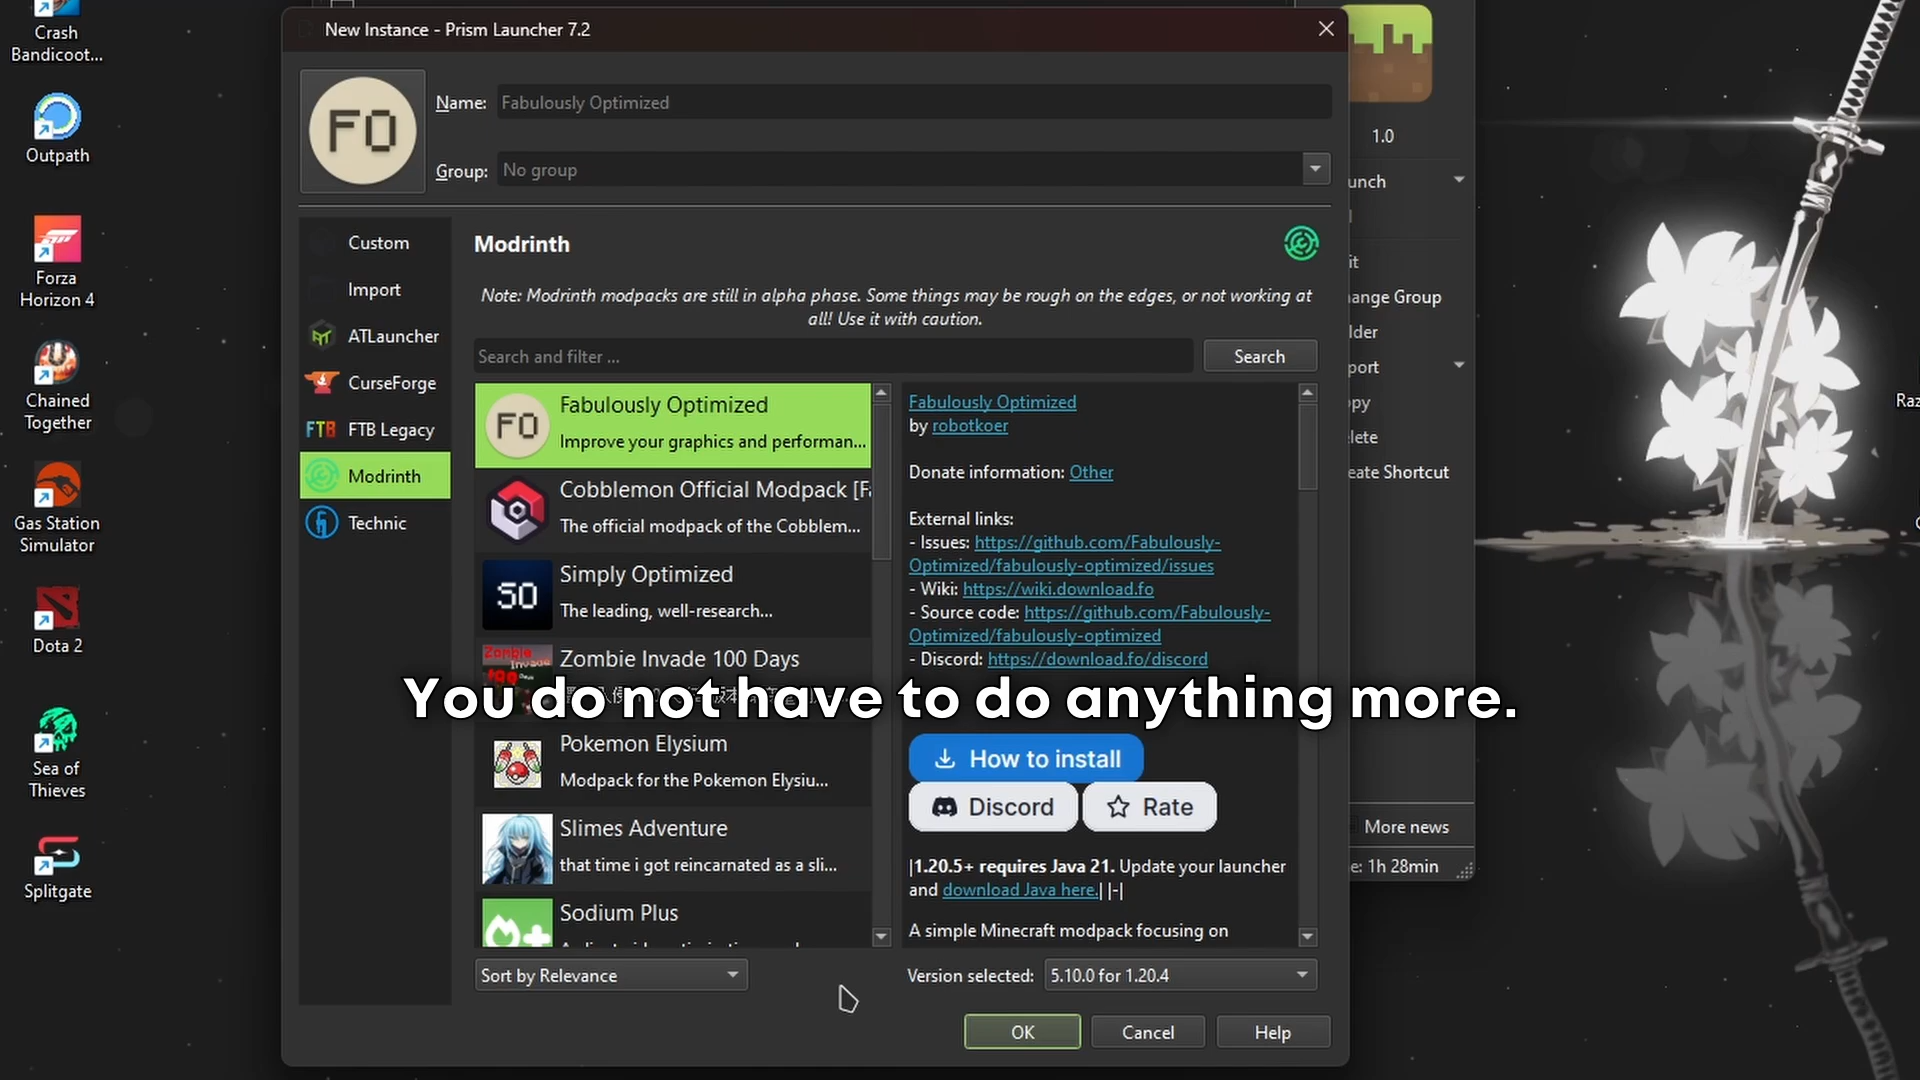 Crash
Bandicoot...
Outpath
Forza
Horizon 4
Chained
Together
Gas Station
Simulator
Dota 2
Sea of
Thieves
Splitgate
New Instance - Prism Launcher 7.2
FO
Name:
Fabulously Optimized
Group:
No group
Custom
Import
ATLauncher
CurseForge
FTB
FTB Legacy
Modrinth
Technic
Modrinth
Note: Modrinth modpacks are still in alpha phase. Some things may be rough on the edges, or not working at
all! Use it with caution.
Search and filter ...
Search
FO
Fabulously Optimized
Improve your graphics and performan...
Cobblemon Official Modpack [Fa
The official modpack of the Cobblem...
SO
Simply Optimized
The leading, well-research...
Zombie Invade 100 Days
Pokemon Elysium
Modpack for the Pokemon Elysiu...
Slimes Adventure
that time i got reincarnated as a sli...
Sodium Plus
Fabulously Optimized
by robotkoer
Donate information: Other
External links:
- Issues: https://github.com/Fabulously-
Optimized/fabulously-optimized/issues
- Wiki: https://wiki.download.fo
- Source code: https://github.com/Fabulously-
Optimized/fabulously-optimized
- Discord: https://download.fo/discord
You do not have to do anything more.
How to install
Discord
Rate
|1.20.5+ requires Java 21. Update your launcher
and download Java here.| |-|
A simple Minecraft modpack focusing on
Sort by Relevance
Version selected:
5.10.0 for 1.20.4
OK
Cancel
Help
1.0
unch
it
ange Group
lder
port
py
lete
eate Shortcut
More news
e: 1h 28min
Raz